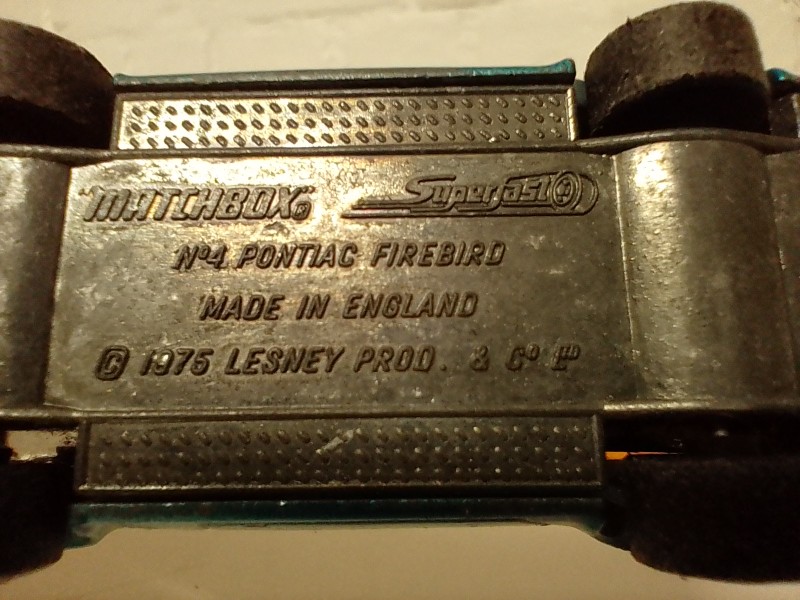 "MATCHBOX"® Superfast
Nº4 PONTIAC FIREBIRD
MADE IN ENGLAND
© 1975 LESNEY PROD. & Cº Lᵀᴰ